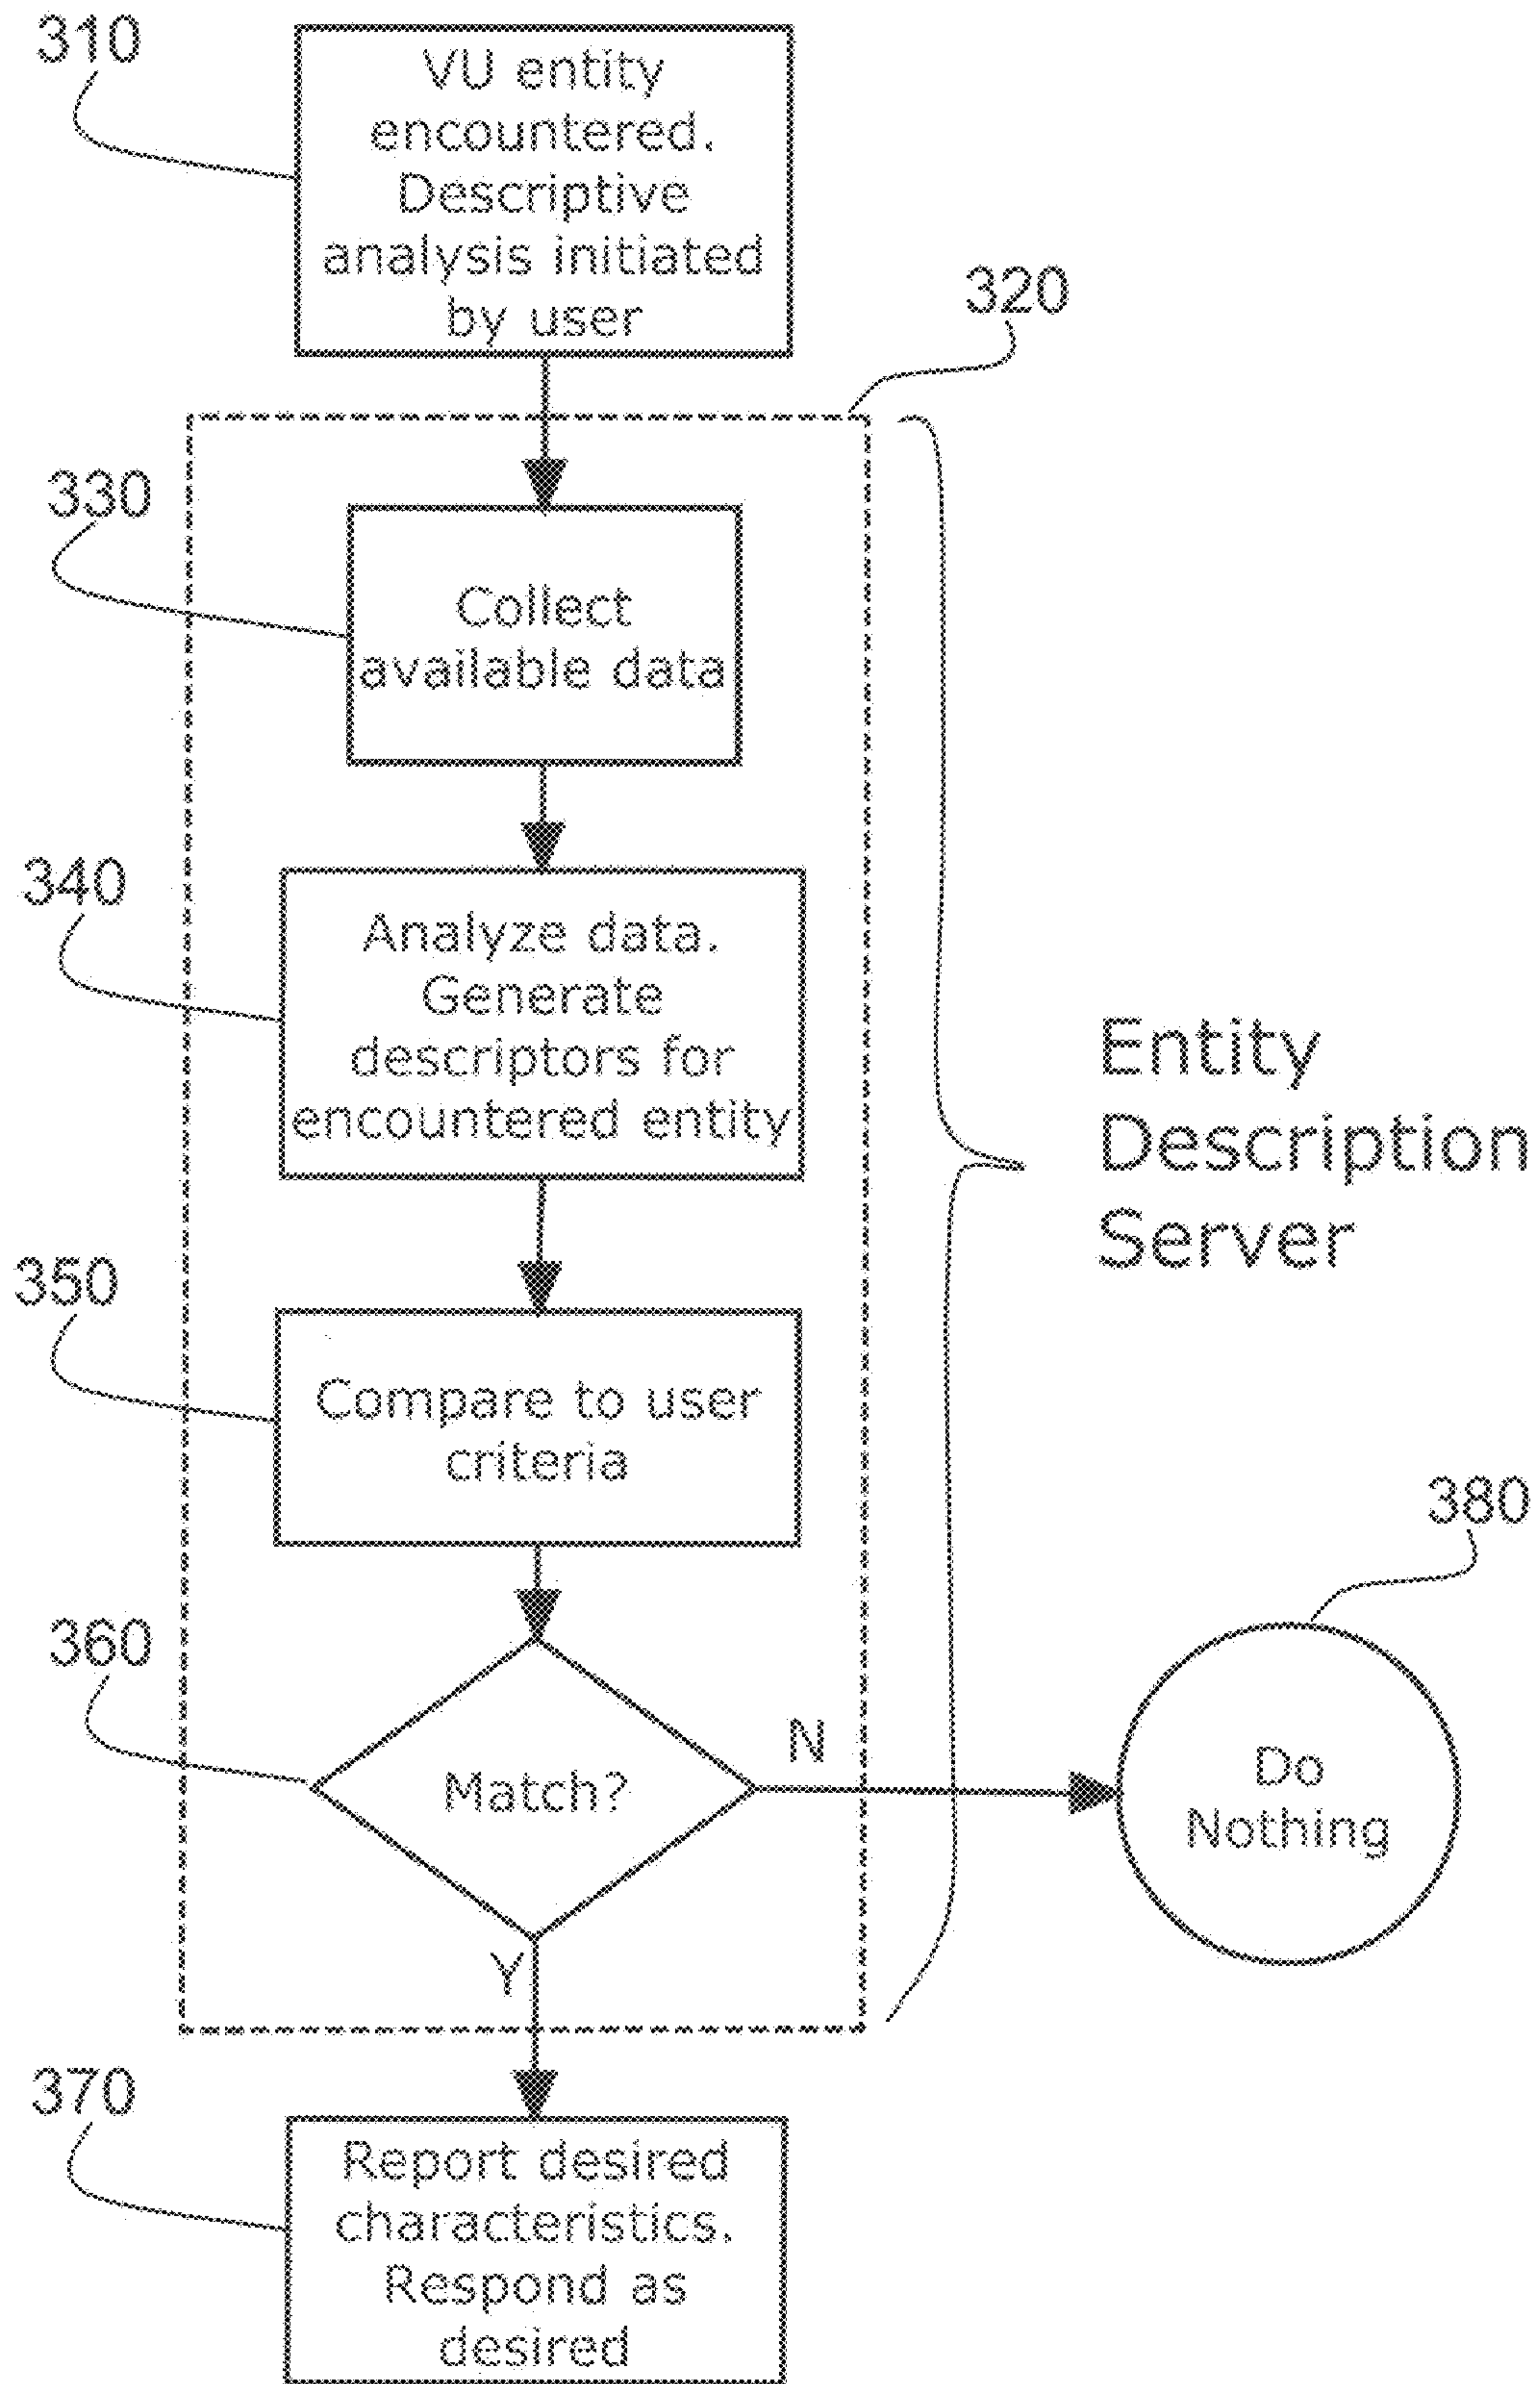 310
VU entity
encountered.
Descriptive
analysis initiated
by user
320
330
Collect
available data
340
Analyze data.
Generate
descriptors for
encountered entity
Entity
Description
Server
350
Compare to user
criteria
380
360
Match?
N
Do
Nothing
Y
370
Report desired
characteristics.
Respond as
desired